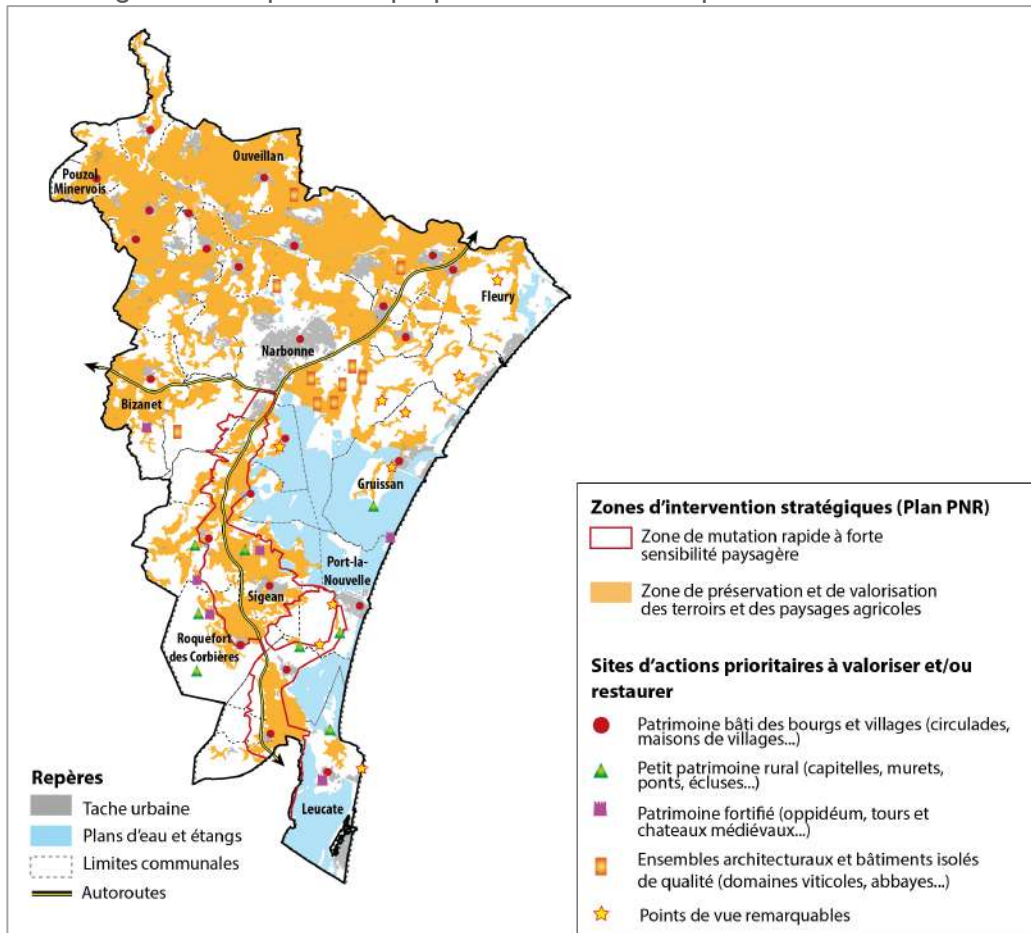 Ouveillan
Pouzol
Minervois
Fleury
Narbonne
Bizanet
Gruissan
Port-la-
Nouvelle
Sigean
Roquefort
des Corbières
Leucate
Repères
Tache urbaine
Plans d'eau et étangs
Limites communales
Autoroutes
Zones d'intervention stratégiques (Plan PNR)
Zone de mutation rapide à forte
sensibilité paysagère
Zone de préservation et de valorisation
des terroirs et des paysages agricoles
Sites d'actions prioritaires à valoriser et/ou
restaurer
Patrimoine bâti des bourgs et villages (circulades,
maisons de villages...)
Petit patrimoine rural (capitelles, murets,
ponts, écluses...)
Patrimoine fortifié (oppidéum, tours et
chateaux médiévaux...)
Ensembles architecturaux et bâtiments isolés
de qualité (domaines viticoles, abbayes...)
Points de vue remarquables